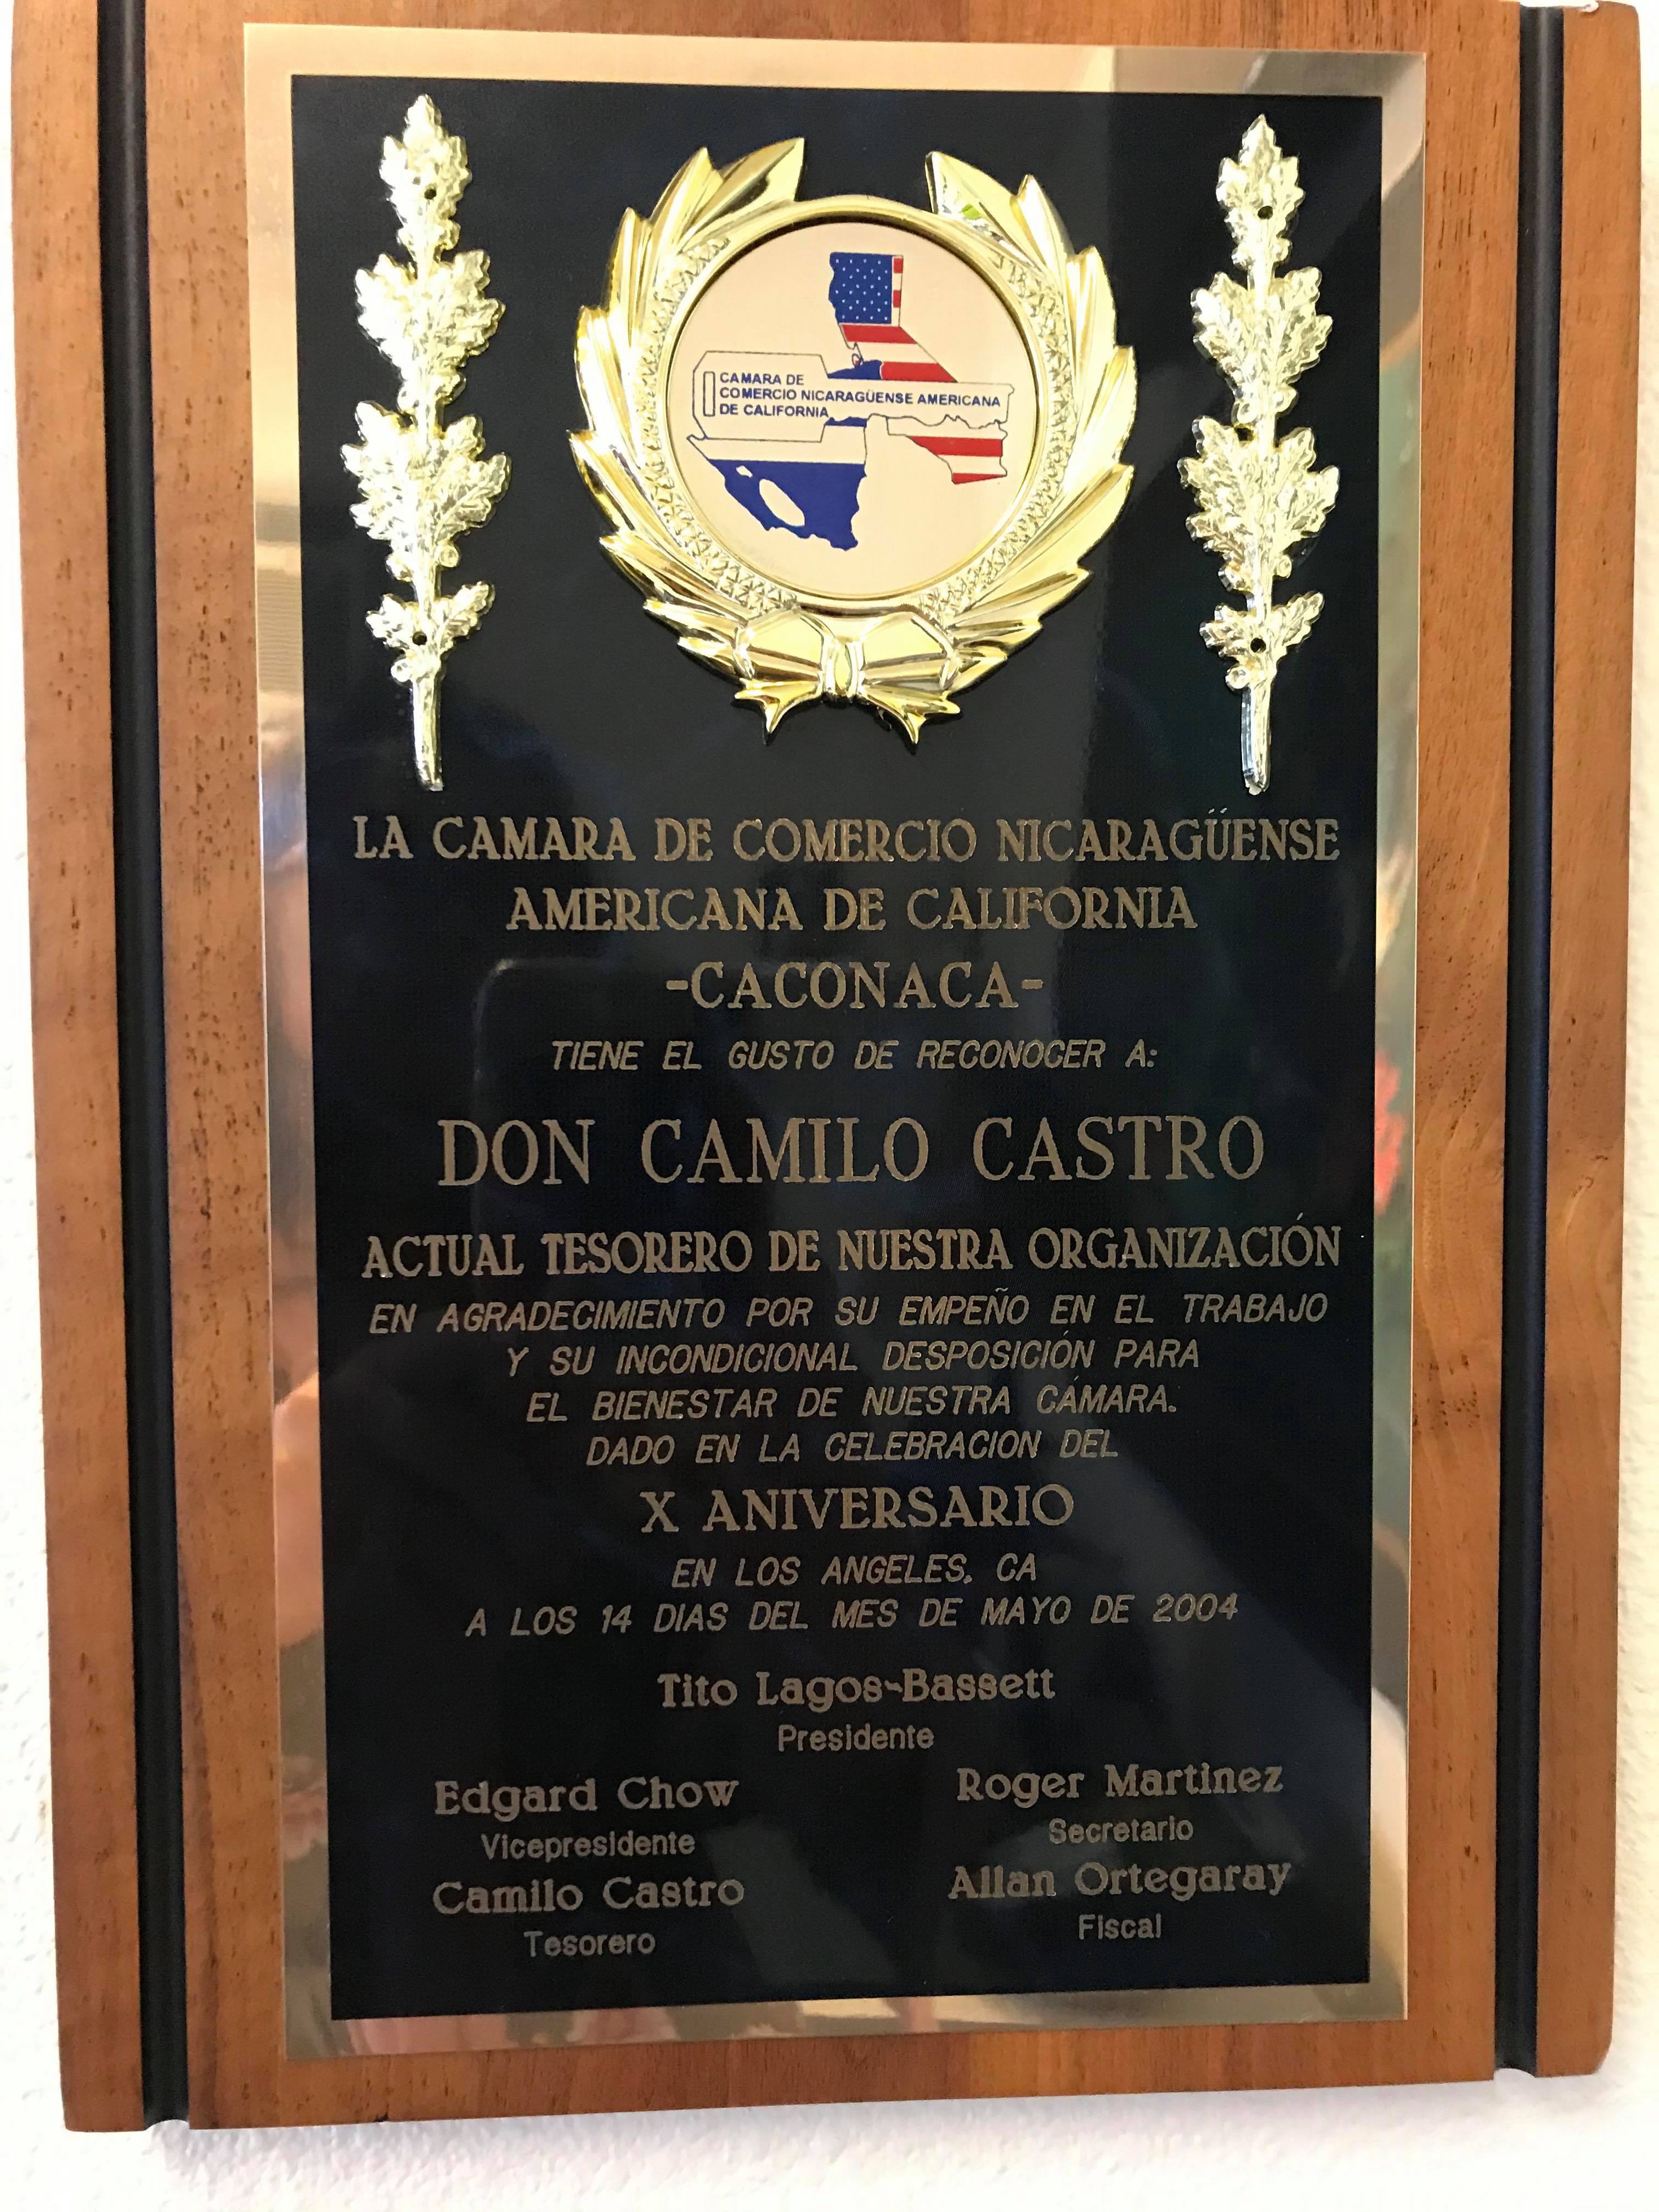 CAMARA DE
COMERCIO NICARAGÜENSE AMERICANA
DE CALIFORNIA
LA CAMARA DE COMERCIO NICARAGÜENSE
AMERICANA DE CALIFORNIA
-CACONACA-
TIENE EL GUSTO DE RECONOCER A:
DON CAMILO CASTRO
ACTUAL TESORERO DE NUESTRA ORGANIZACIÓN
EN AGRADECIMIENTO POR SU EMPEÑO EN EL TRABAJO
Y SU INCONDICIONAL DESPOSICIÓN PARA
EL BIENESTAR DE NUESTRA CÁMARA.
DADO EN LA CELEBRACION DEL
X ANIVERSARIO
EN LOS ANGELES, CA
A LOS 14 DIAS DEL MES DE MAYO DE 2004
Tito Lagos-Bassett
Presidente
Edgard Chow
Vicepresidente
Roger Martinez
Secretario
Camilo Castro
Tesorero
Allan Ortegaray
Fiscal